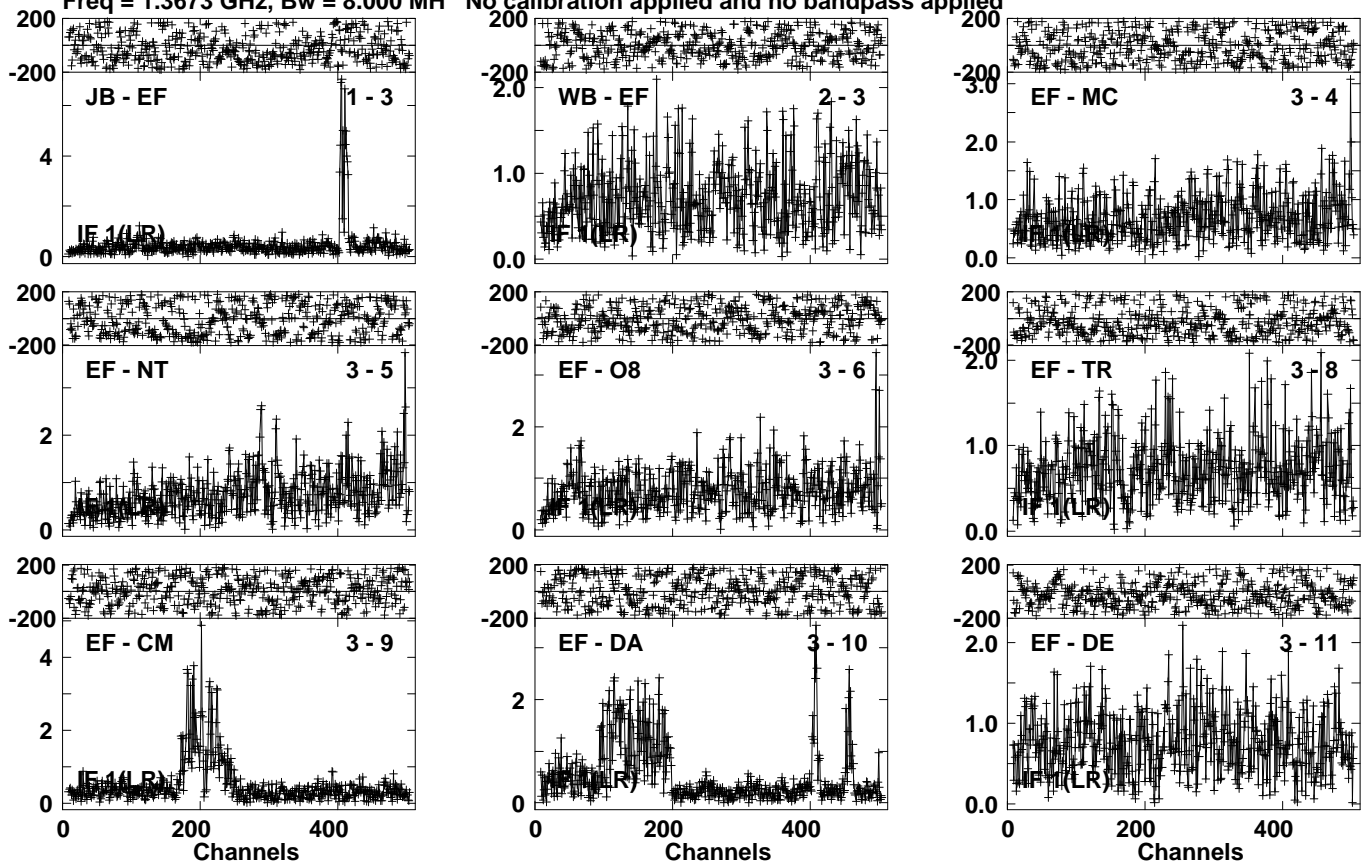 Freq = 1.3673 GHz, Bw = 8.000 MH No calibration applied and no bandpass applied
200 200 200
-200 -200 -200
JB - EF 1 - 3 WB - EF 2 - 3 EF - MC 3 - 4
2.0 3.0
4 2.0
1.0 1.0
IF 1(LR) IF 1(LR) IF 1(LR)
0 0.0 0.0
200 200 200
-200 -200 -200
EF - NT 3 - 5 EF - O8 3 - 6 EF - TR 3 - 8
2.0
2 2 1.0
IF 1(LR) IF 1(LR) IF 1(LR)
0 0 0.0
200 200 200
-200 -200 -200
EF - CM 3 - 9 EF - DA 3 - 10 EF - DE 3 - 11
4 2.0
2 2 1.0
IF 1(LR) IF 1(LR) IF 1(LR)
0 0 0.0
0 200 400 0 200 400 0 200 400
Channels Channels Channels